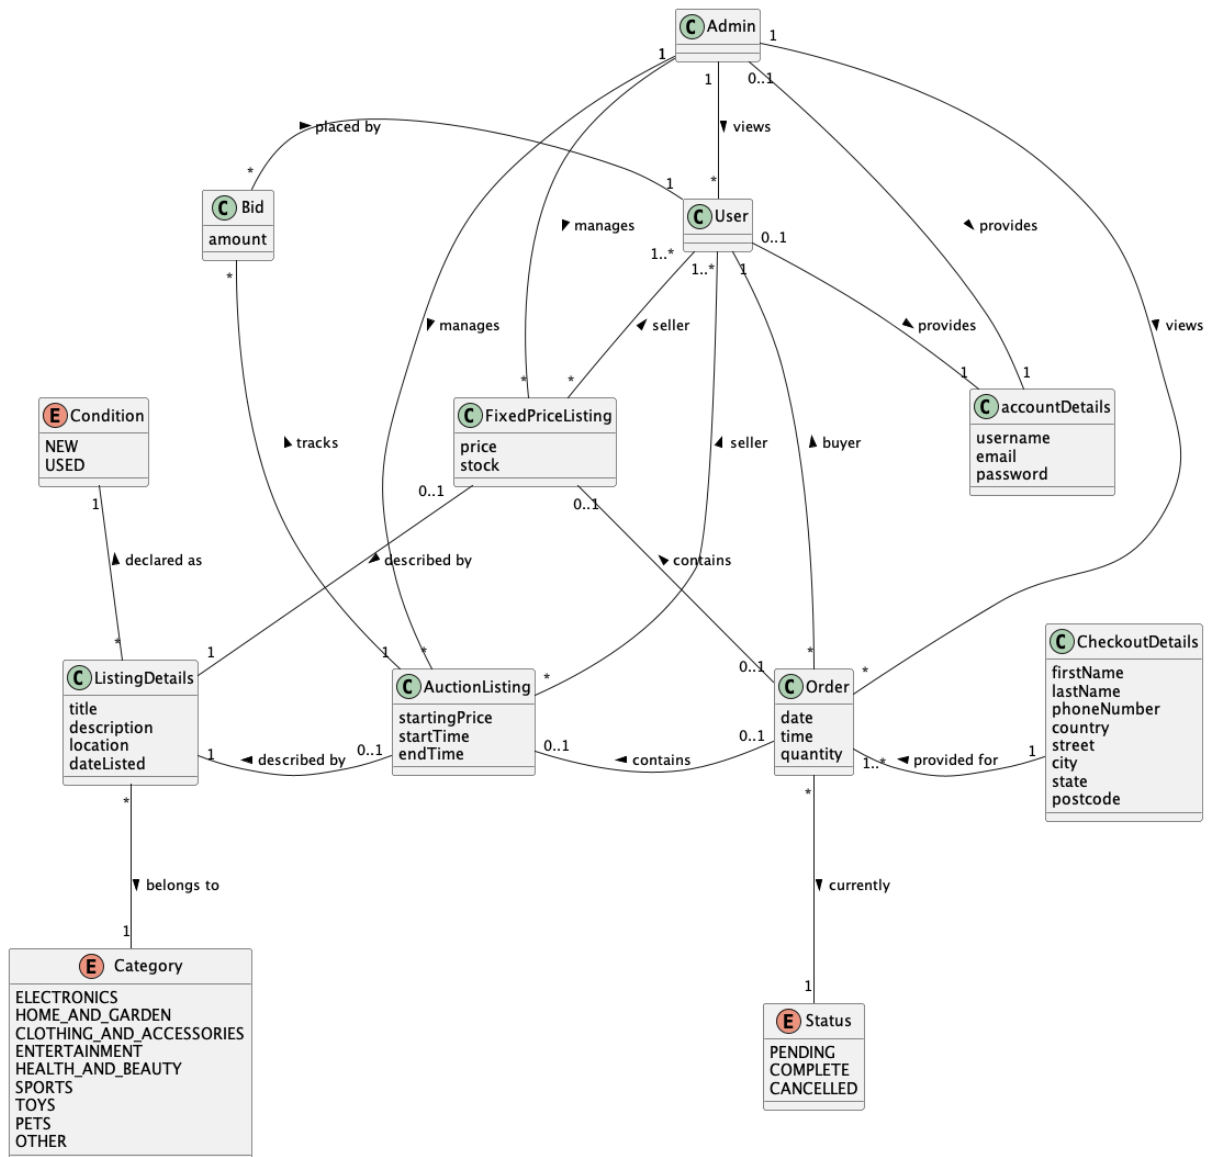 C Admin
1
1
1
0..1
views
placed by
*
*
1
C Bid
amount
C User
0..1
manages
provides
1..*
1..*
1
*
manages
seller
provides
views
*
*
1
1
E Condition
NEW
USED
C FixedPriceListing
price
stock
C accountDetails
username
email
password
tracks
seller
buyer
1
0..1
0..1
declared as
described by
contains
*
1
1
*
*
*
0..1
*
C ListingDetails
title
description
location
dateListed
C AuctionListing
startingPrice
startTime
endTime
C Order
date
time
quantity
C CheckoutDetails
firstName
lastName
phoneNumber
country
street
city
state
postcode
1
described by
0..1
0..1
contains
0..1
1..*
provided for
1
*
*
belongs to
currently
1
1
E Category
ELECTRONICS
HOME_AND_GARDEN
CLOTHING_AND_ACCESSORIES
ENTERTAINMENT
HEALTH_AND_BEAUTY
SPORTS
TOYS
PETS
OTHER
E Status
PENDING
COMPLETE
CANCELLED